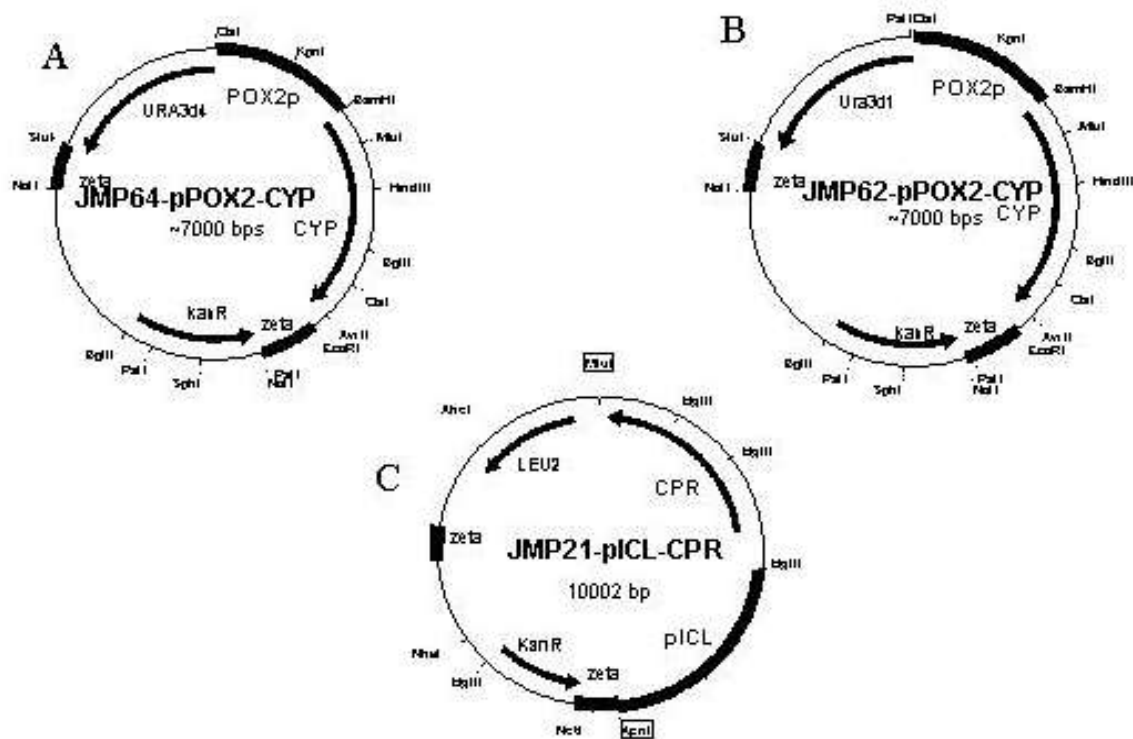 A
ClaI
KpnI
POX2p
BamHI
URA3d4
MluI
StuI
NotI
zeta
HindIII
JMP64-pPOX2-CYP
~7000 bps
CYP
BglII
ClaI
kanR
zeta
AvrII
EcoRI
BglII
PstI
SphI
PstI
NotI
B
PstI
ClaI
KpnI
POX2p
BamHI
Ura3d1
MluI
StuI
NotI
zeta
HindIII
JMP62-pPOX2-CYP
~7000 bps
CYP
BglII
ClaI
kanR
zeta
AvrII
EcoRI
BglII
PstI
SphI
PstI
NotI
C
MluI
BglII
LEU2
BglII
CPR
zeta
JMP21-pICL-CPR
BglII
10002 bp
pICL
KanR
NheI
BglII
zeta
KpnI